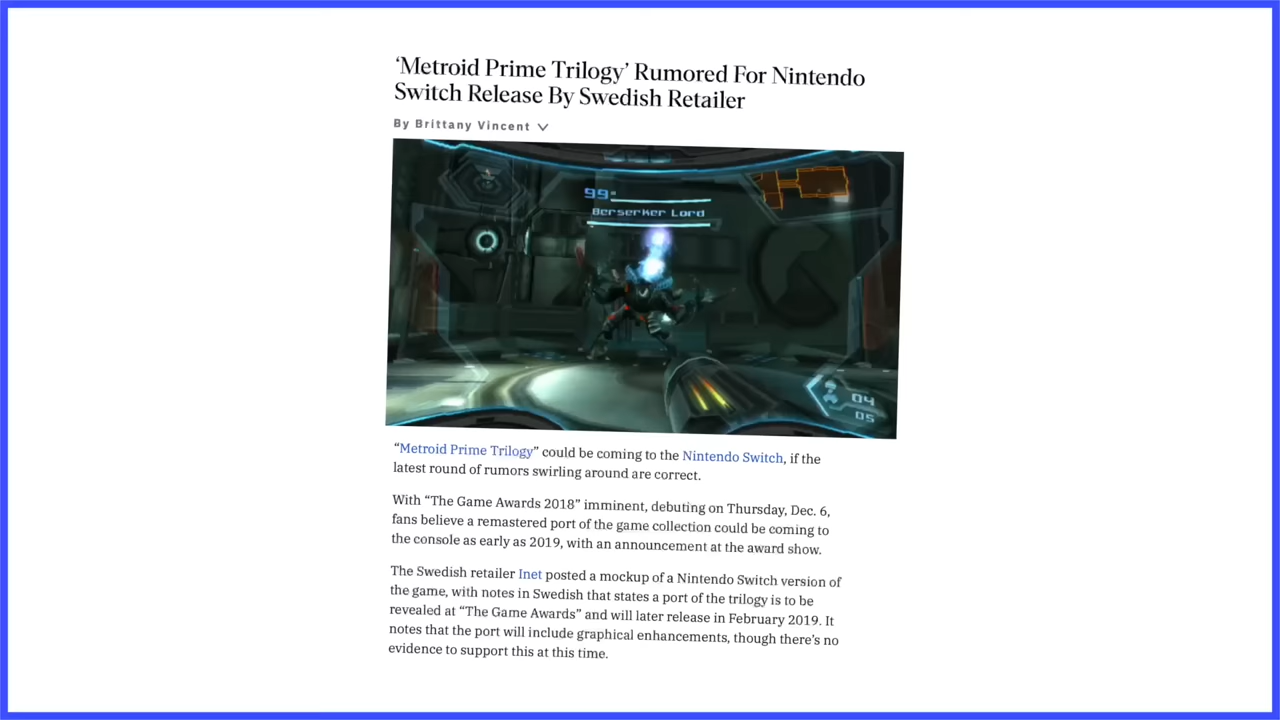 ‘Metroid Prime Trilogy’ Rumored For Nintendo
Switch Release By Swedish Retailer
By Brittany Vincent
99
Berserker Lord
04
05
“Metroid Prime Trilogy” could be coming to the Nintendo Switch, if the
latest round of rumors swirling around are correct.
With “The Game Awards 2018” imminent, debuting on Thursday, Dec. 6,
fans believe a remastered port of the game collection could be coming to
the console as early as 2019, with an announcement at the award show.
The Swedish retailer Inet posted a mockup of a Nintendo Switch version of
the game, with notes in Swedish that states a port of the trilogy is to be
revealed at “The Game Awards” and will later release in February 2019. It
notes that the port will include graphical enhancements, though there’s no
evidence to support this at this time.